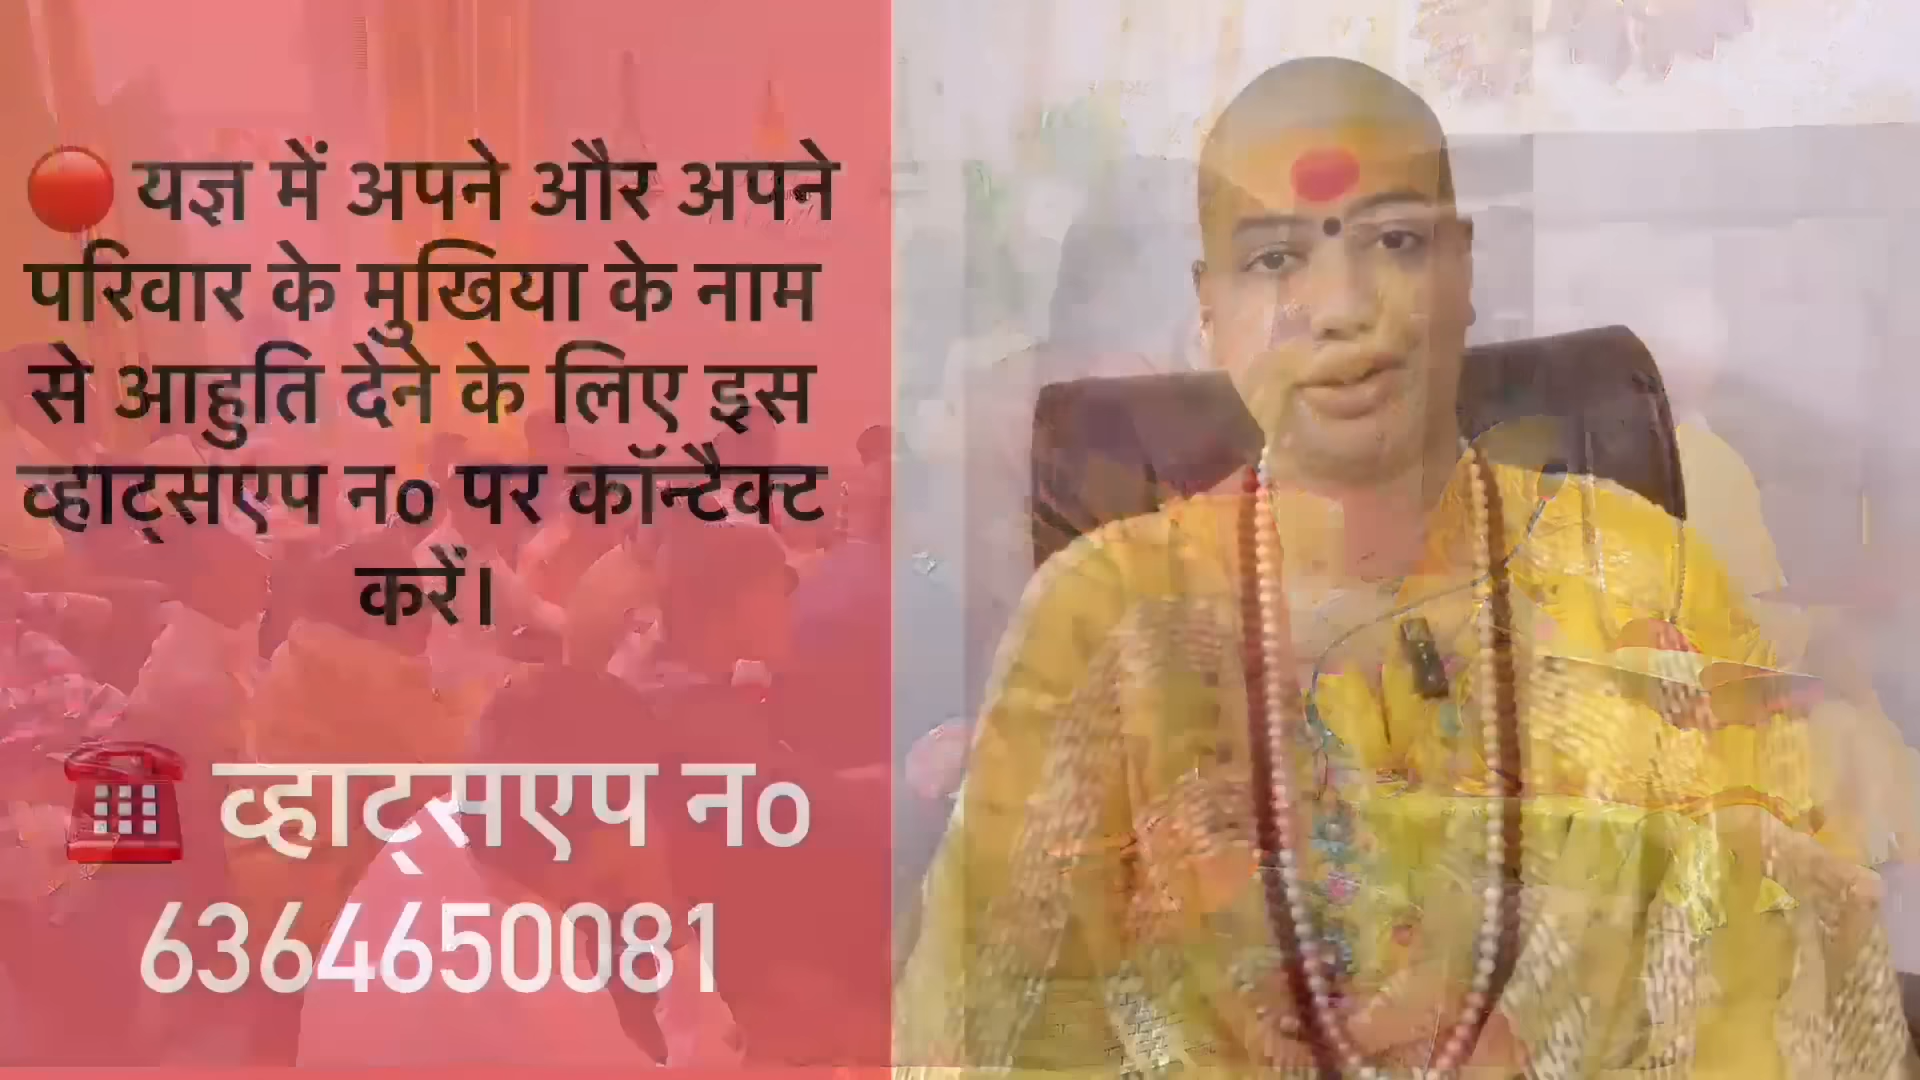 🔴 यज्ञ में अपने और अपने
परिवार के मुखिया के नाम
से आहुति देने के लिए इस
व्हाट्सएप न० पर कॉन्टैक्ट
करें।
☎️ व्हाट्सएप न०
6364650081